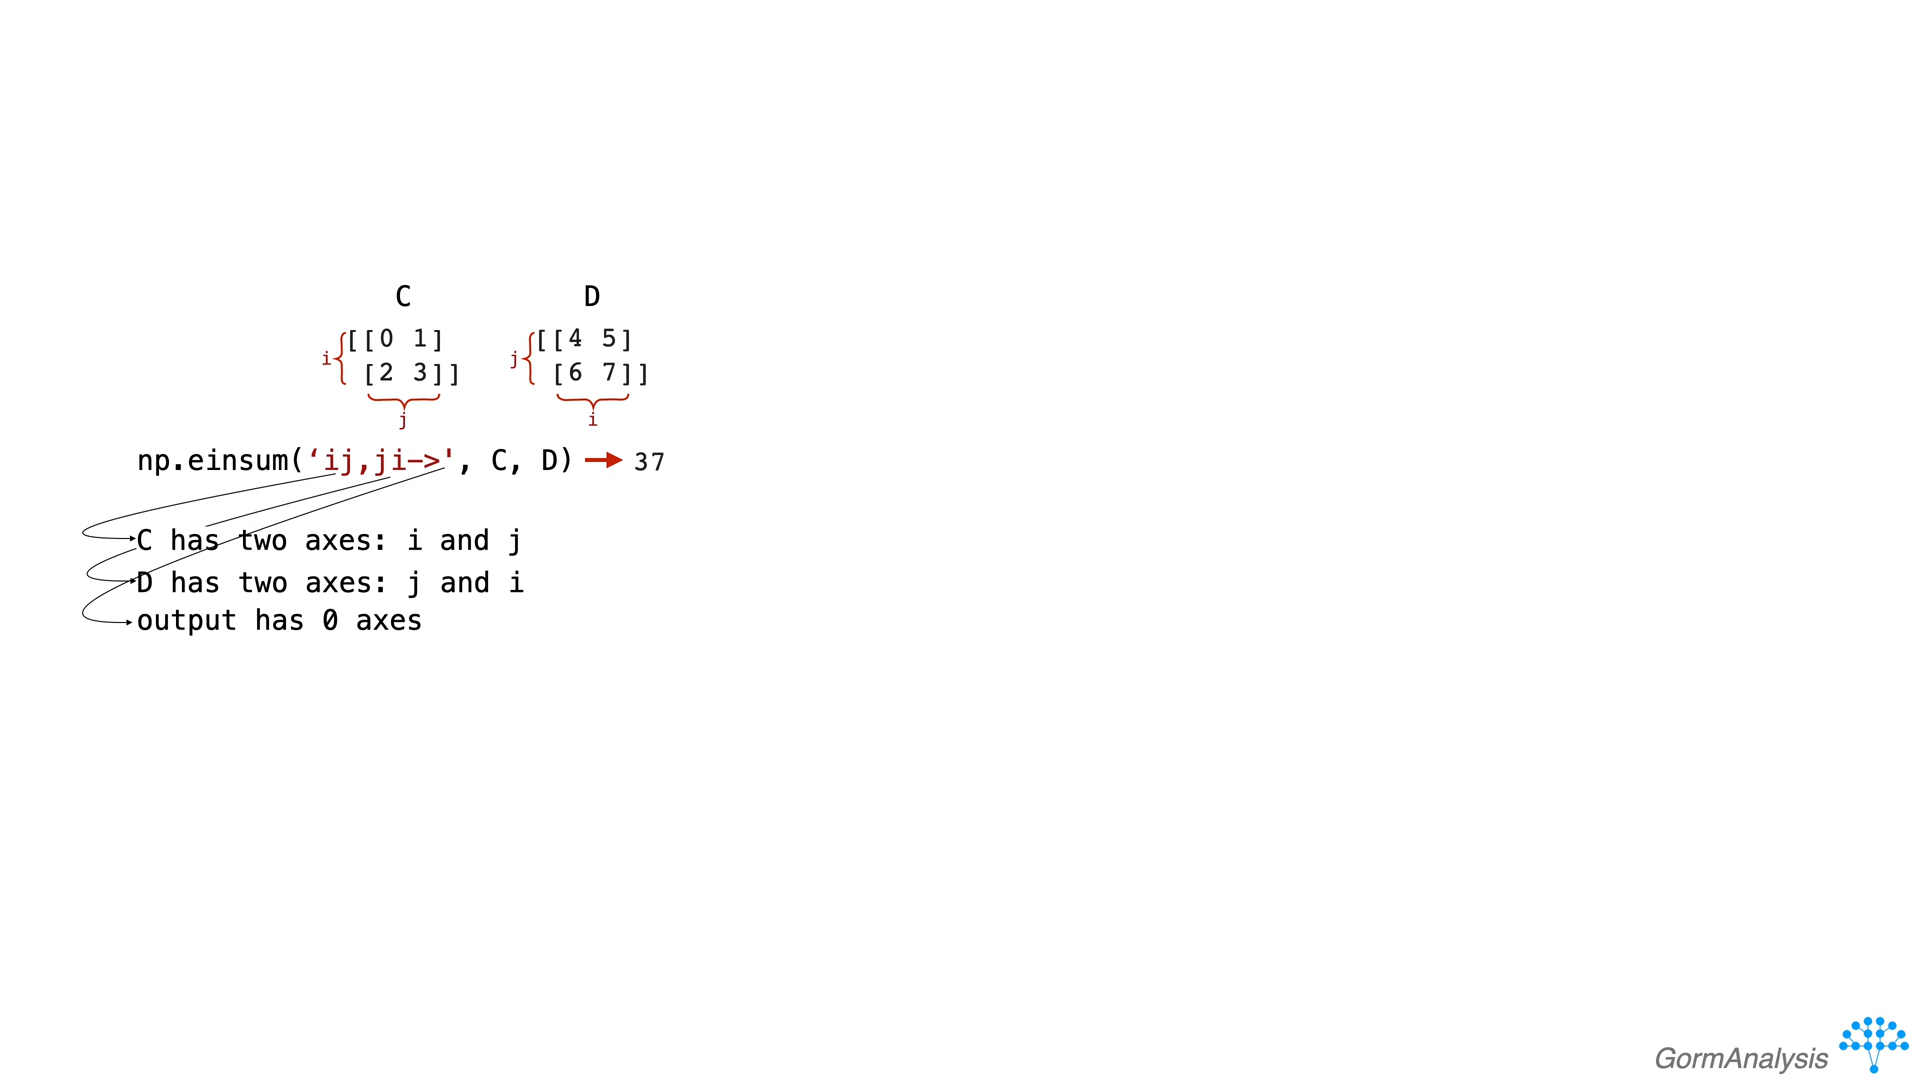 C D
i [[0 1] j [[4 5]
[2 3]] [6 7]]
j i
np.einsum(‘ij,ji->', C, D) 37
C has two axes: i and j
D has two axes: j and i
output has 0 axes
GormAnalysis